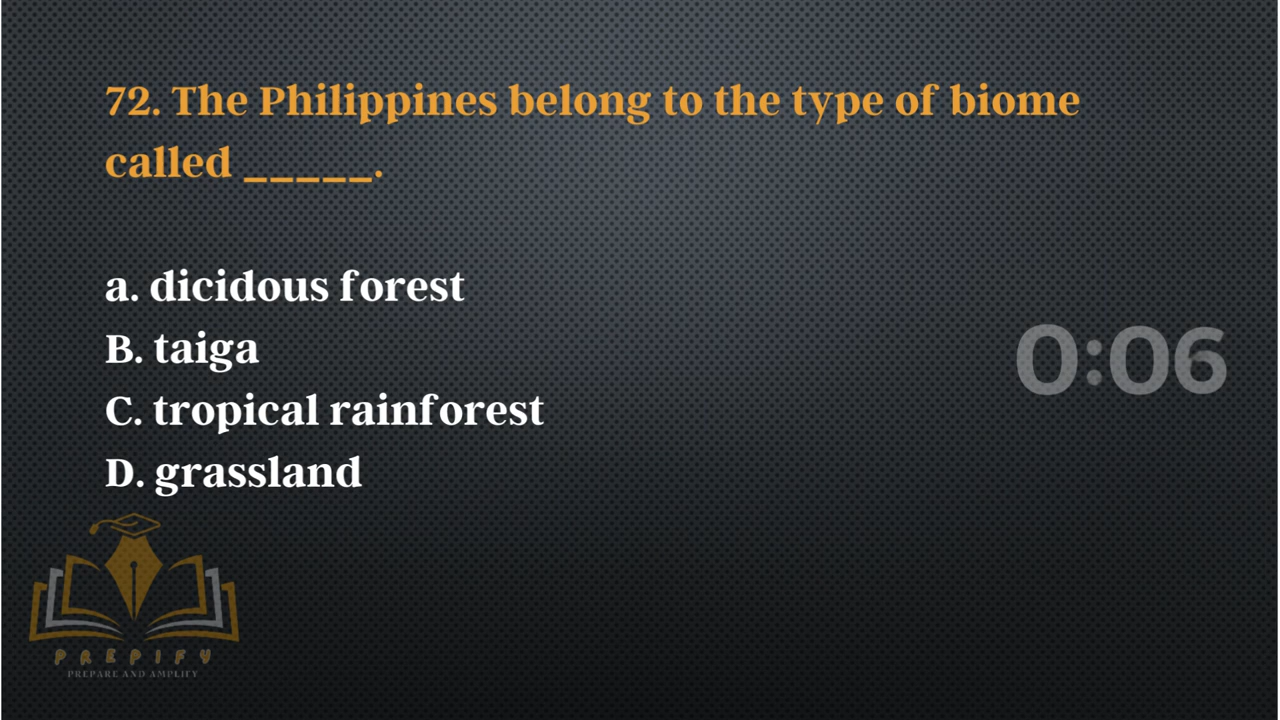 72. The Philippines belong to the type of biome
called _____.
a. dicidous forest
B. taiga
C. tropical rainforest
D. grassland
0:06
PREPIFY
PREPARE AND AMPLIFY